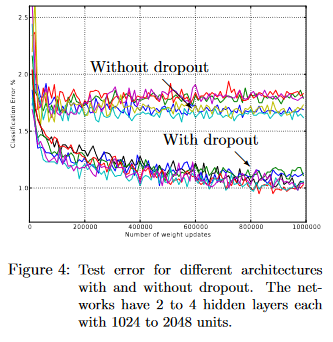 2.5
2.0
1.5
1.0
Classification Error %
Without dropout
With dropout
0 200000 400000 600000 800000 1000000
Number of weight updates
Figure 4: Test error for different architectures
with and without dropout. The net-
works have 2 to 4 hidden layers each
with 1024 to 2048 units.